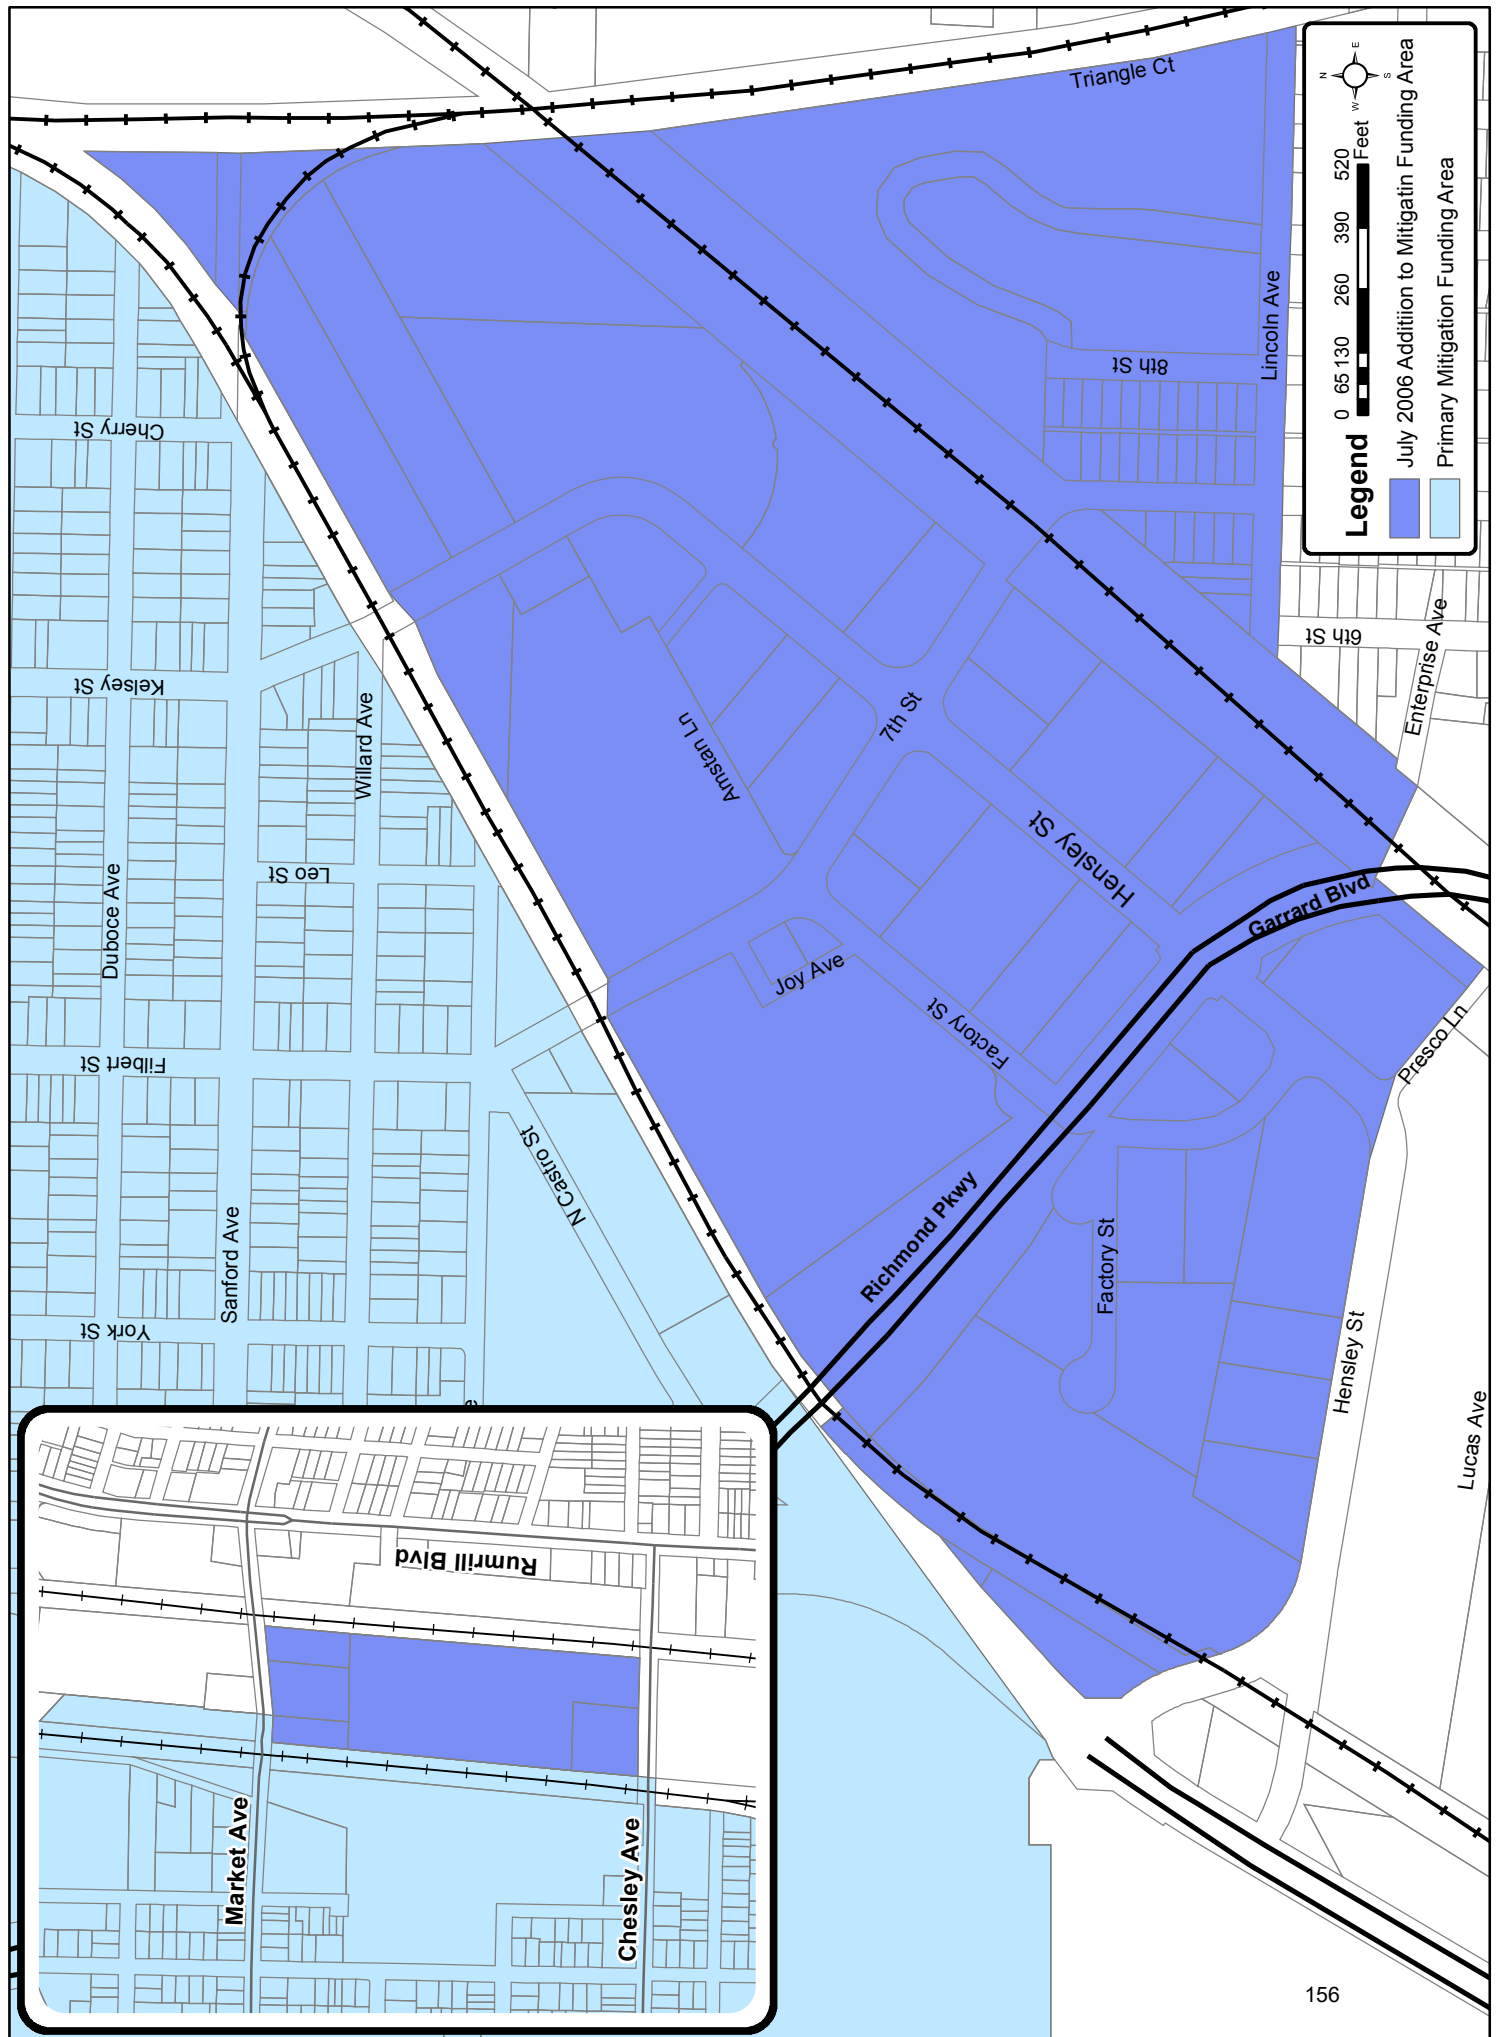 Legend
0 65 130 260 390 520
Feet
N
E
S
W
July 2006 Additiion to Mitigatin Funding Area
Primary Mitigation Funding Area
Triangle Ct
Lincoln Ave
8th St
6th St
Enterprise Ave
Cherry St
Kelsey St
Willard Ave
Leo St
Duboce Ave
Filbert St
Sanford Ave
York St
N Castro St
Amstan Ln
7th St
Hensley St
Joy Ave
Factory St
Garrard Blvd
Presco Ln
Richmond Pkwy
Factory St
Hensley St
Lucas Ave
Rumrill Blvd
Market Ave
Chesley Ave
156